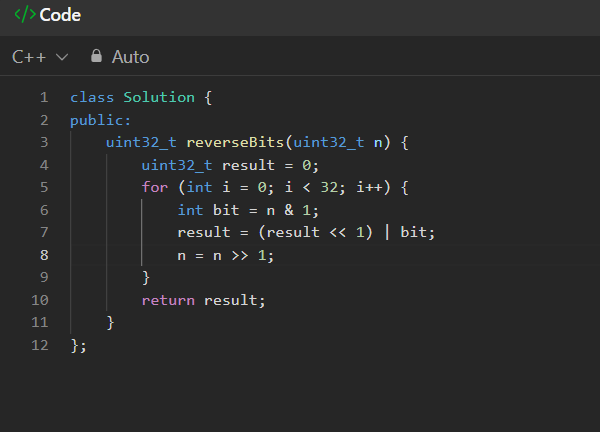 </> Code
C++ Auto
1 class Solution {
2 public:
3     uint32_t reverseBits(uint32_t n) {
4         uint32_t result = 0;
5         for (int i = 0; i < 32; i++) {
6             int bit = n & 1;
7             result = (result << 1) | bit;
8             n = n >> 1;
9         }
10         return result;
11     }
12 };